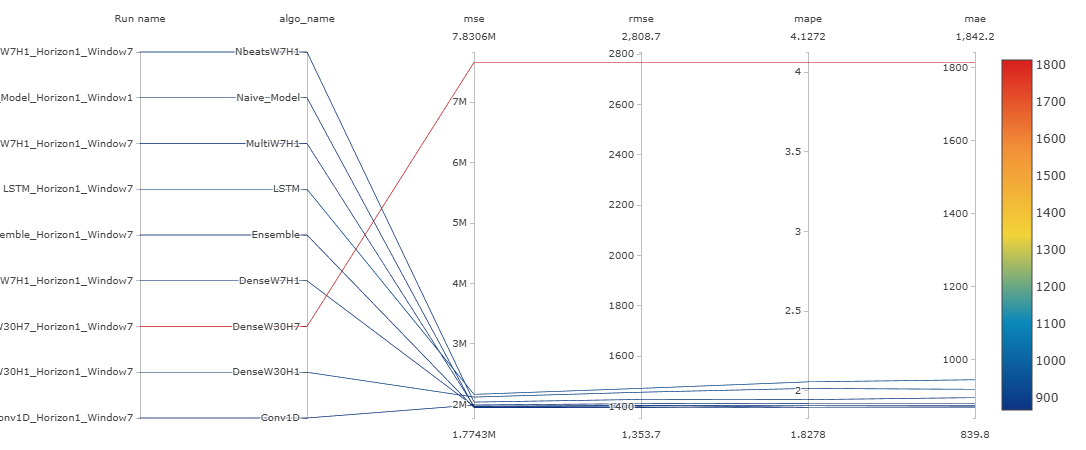 Run name
algo_name
mse
rmse
mape
mae
7.8306M
2,808.7
4.1272
1,842.2
W7H1_Horizon1_Window7
NbeatsW7H1
_Model_Horizon1_Window1
Naive_Model
W7H1_Horizon1_Window7
MultiW7H1
LSTM_Horizon1_Window7
LSTM
emble_Horizon1_Window7
Ensemble
W7H1_Horizon1_Window7
DenseW7H1
W30H7_Horizon1_Window7
DenseW30H7
W30H1_Horizon1_Window7
DenseW30H1
onv1D_Horizon1_Window7
Conv1D
7M
6M
5M
4M
3M
2M
2800
2600
2400
2200
2000
1800
1600
1400
4
3.5
3
2.5
2
1800
1600
1400
1200
1000
1.7743M
1,353.7
1.8278
839.8
1800
1700
1600
1500
1400
1300
1200
1100
1000
900